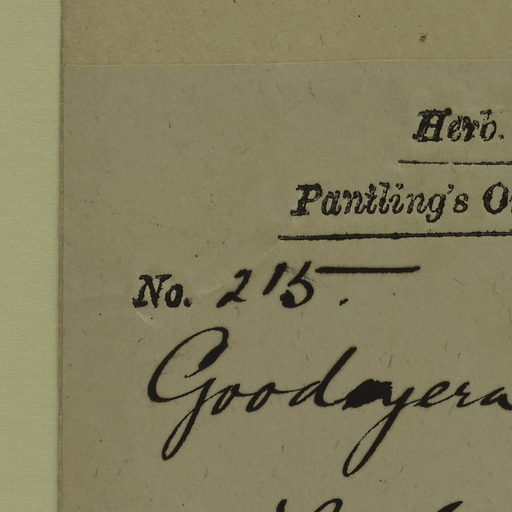 Herb.
Pantling's
No. 215.
Goodyera